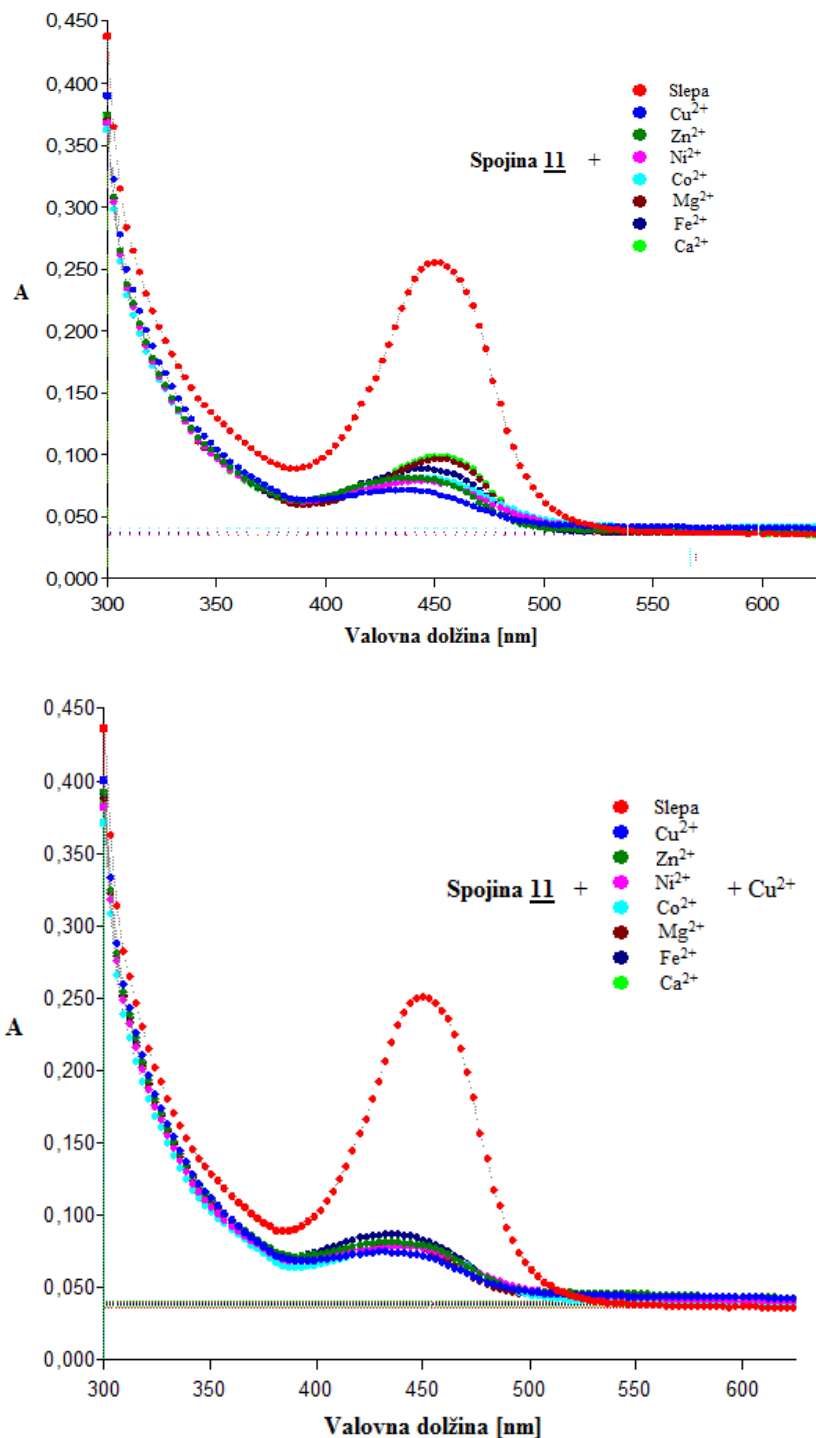 0,450
0,400
0,350
0,300
0,250
0,200
0,150
0,100
0,050
0,000
A
300
350
400
450
500
550
600
Valovna dolžina [nm]
Spojina 11 +
Slepa
Cu2+
Zn2+
Ni2+
Co2+
Mg2+
Fe2+
Ca2+
0,450
0,400
0,350
0,300
0,250
0,200
0,150
0,100
0,050
0,000
A
300
350
400
450
500
550
600
Valovna dolžina [nm]
Spojina 11 +
Slepa
Cu2+
Zn2+
Ni2+
Co2+
Mg2+
Fe2+
Ca2+
+ Cu2+